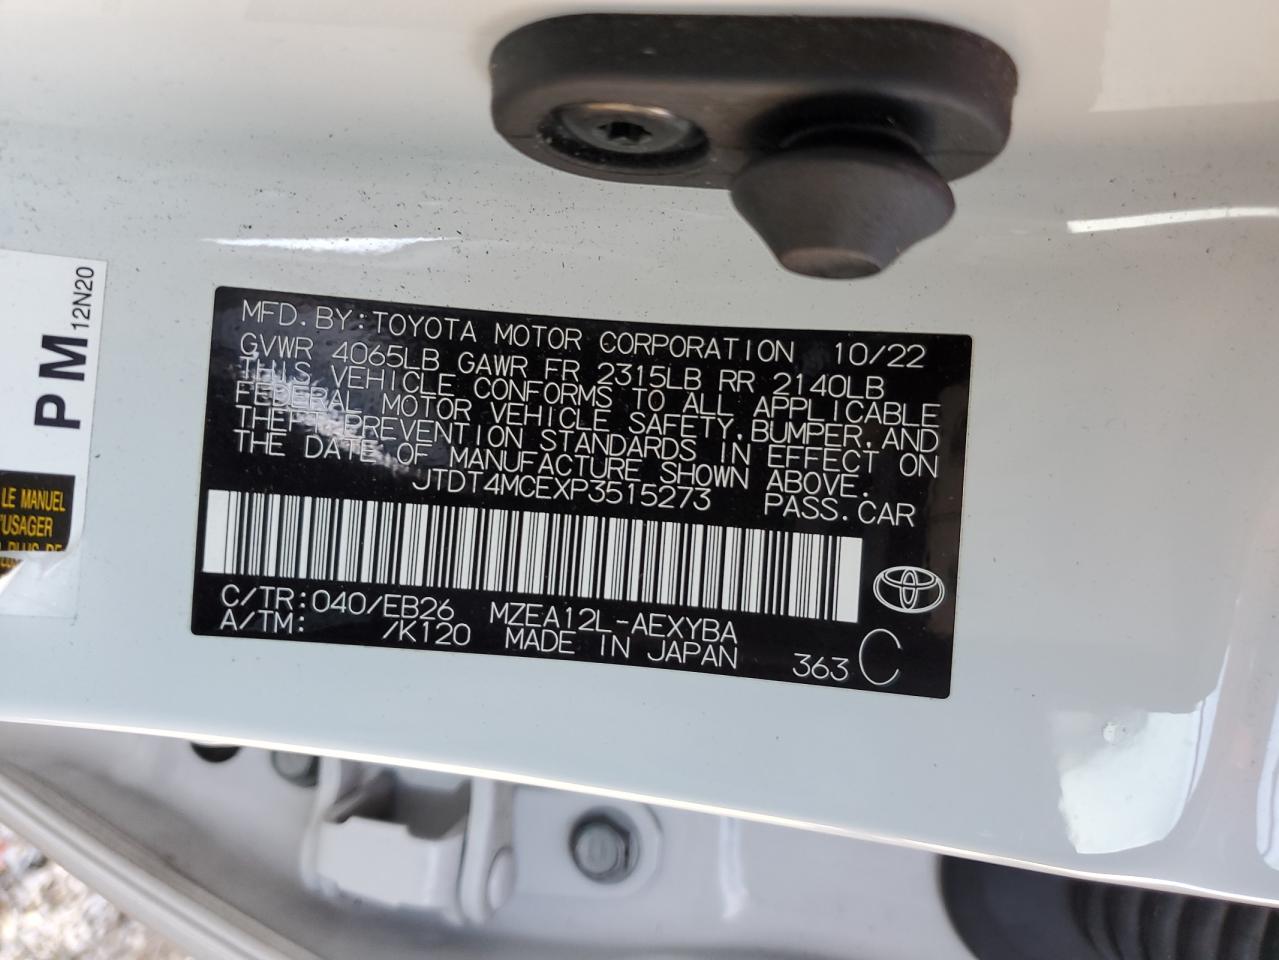 PM 12N20
LE MANUEL
'USAGER
MFD. BY: TOYOTA MOTOR CORPORATION 10/22
GVWR 4065LB GAWR FR 2315LB RR 2140LB
THIS VEHICLE CONFORMS TO ALL APPLICABLE
FEDERAL MOTOR VEHICLE SAFETY, BUMPER, AND
THEFT PREVENTION STANDARDS IN EFFECT ON
THE DATE OF MANUFACTURE SHOWN ABOVE.
JTDT4MCEXP3515273 PASS. CAR
C/TR: 040/EB26 MZEA12L-AEXYBA
A/TM: /K120 MADE IN JAPAN 363 C